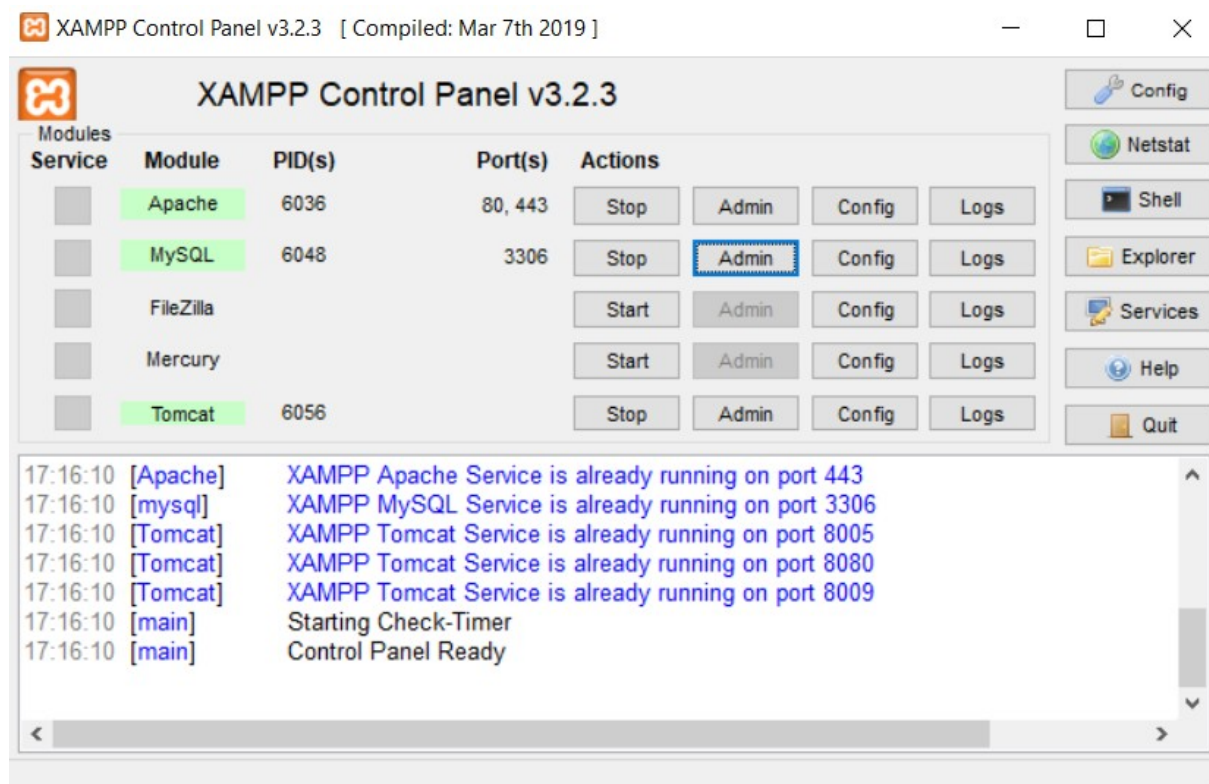 XAMPP Control Panel v3.2.3 [ Compiled: Mar 7th 2019 ]
XAMPP Control Panel v3.2.3
Config
Modules
Service Module PID(s) Port(s) Actions
Netstat
Apache 6036 80, 443 Stop Admin Config Logs
Shell
MySQL 6048 3306 Stop Admin Config Logs
Explorer
FileZilla Start Admin Config Logs
Services
Mercury Start Admin Config Logs
Help
Tomcat 6056 Stop Admin Config Logs
Quit
17:16:10 [Apache] XAMPP Apache Service is already running on port 443
17:16:10 [mysql] XAMPP MySQL Service is already running on port 3306
17:16:10 [Tomcat] XAMPP Tomcat Service is already running on port 8005
17:16:10 [Tomcat] XAMPP Tomcat Service is already running on port 8080
17:16:10 [Tomcat] XAMPP Tomcat Service is already running on port 8009
17:16:10 [main] Starting Check-Timer
17:16:10 [main] Control Panel Ready